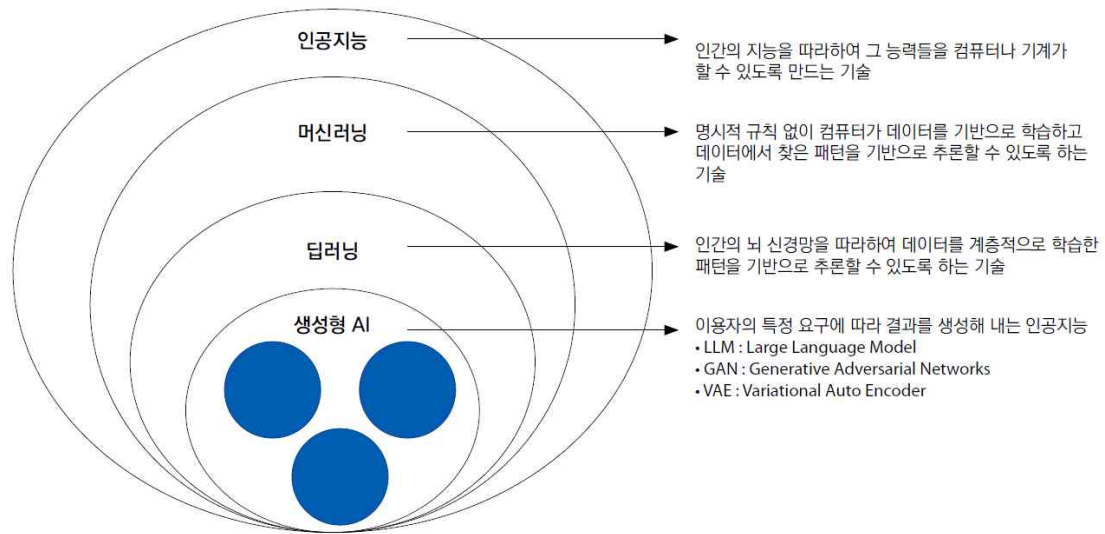 인공지능
인간의 지능을 따라하여 그 능력들을 컴퓨터나 기계가
할 수 있도록 만드는 기술
머신러닝
명시적 규칙 없이 컴퓨터가 데이터를 기반으로 학습하고
데이터에서 찾은 패턴을 기반으로 추론할 수 있도록 하는
기술
딥러닝
인간의 뇌 신경망을 따라하여 데이터를 계층적으로 학습한
패턴을 기반으로 추론할 수 있도록 하는 기술
생성형 AI
이용자의 특정 요구에 따라 결과를 생성해 내는 인공지능
• LLM : Large Language Model
• GAN : Generative Adversarial Networks
• VAE : Variational Auto Encoder